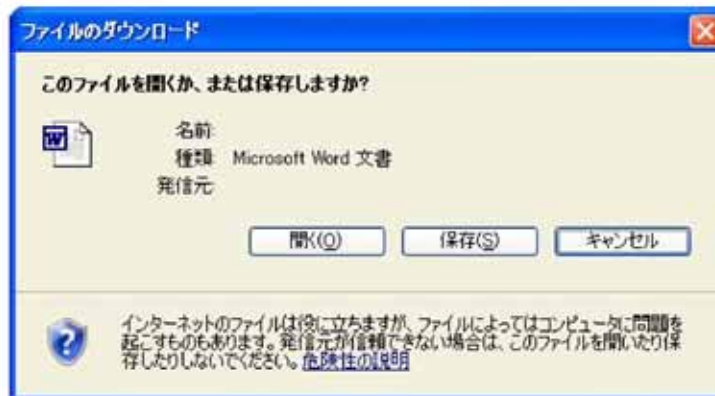 ファイルのダウンロード
このファイルを開くか、または保存しますか?
名前:
種類: Microsoft Word 文書
発信元:
開く(O) 保存(S) キャンセル
インターネットのファイルは役に立ちますが、ファイルによってはコンピュータに問題を
起こすものもあります。発信元が信頼できない場合は、このファイルを開いたり保
存したりしないでください。危険性の説明